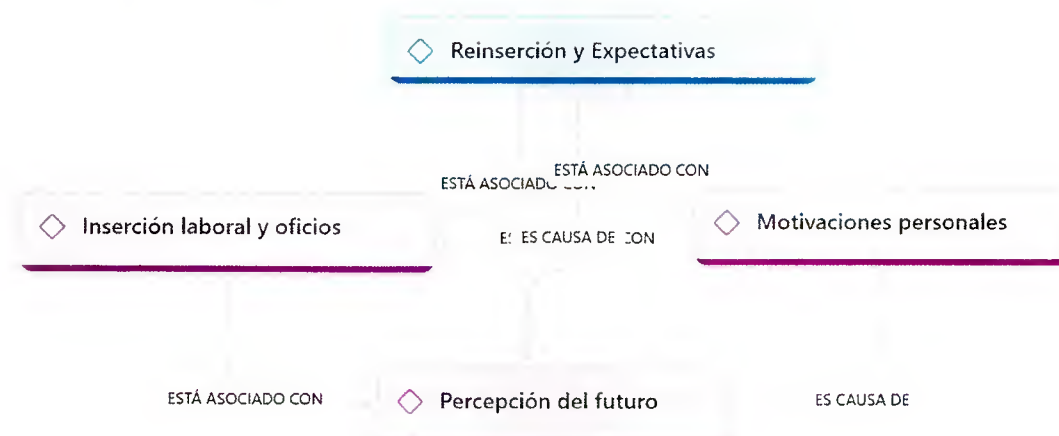 Reinserción y Expectativas
ESTÁ ASOCIADO CON
ESTÁ ASOCIADO
Inserción laboral y oficios
ES CAUSA DE
CON
Motivaciones personales
ESTÁ ASOCIADO CON
Percepción del futuro
ES CAUSA DE